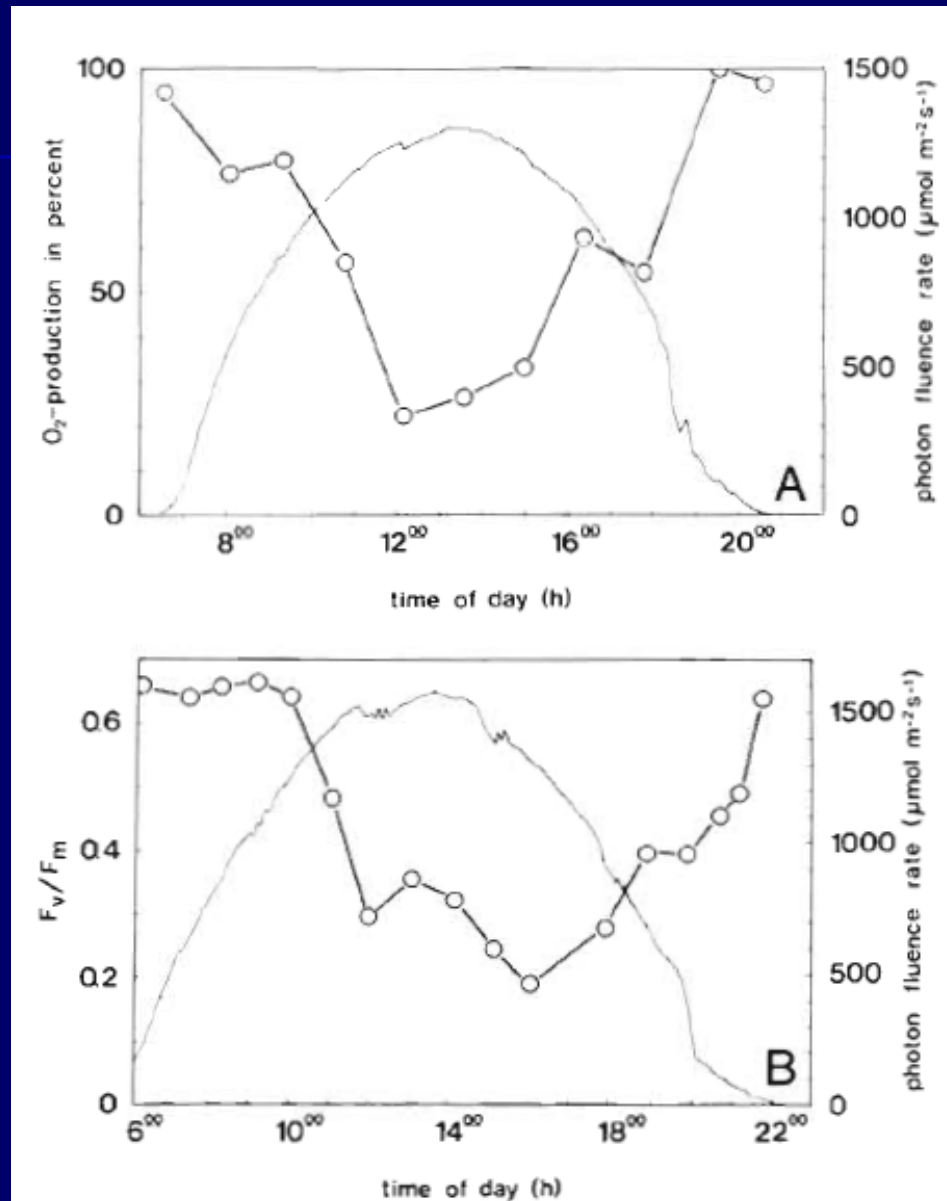 100
50
0
O₂-production in percent
1500
1000
500
0
photon fluence rate (µmol m⁻² s⁻¹)
A
8⁰⁰ 12⁰⁰ 16⁰⁰ 20⁰⁰
time of day (h)
0.6
0.4
0.2
0
Fᵥ/Fₘ
1500
1000
500
0
photon fluence rate (µmol m⁻² s⁻¹)
B
6⁰⁰ 10⁰⁰ 14⁰⁰ 18⁰⁰ 22⁰⁰
time of day (h)